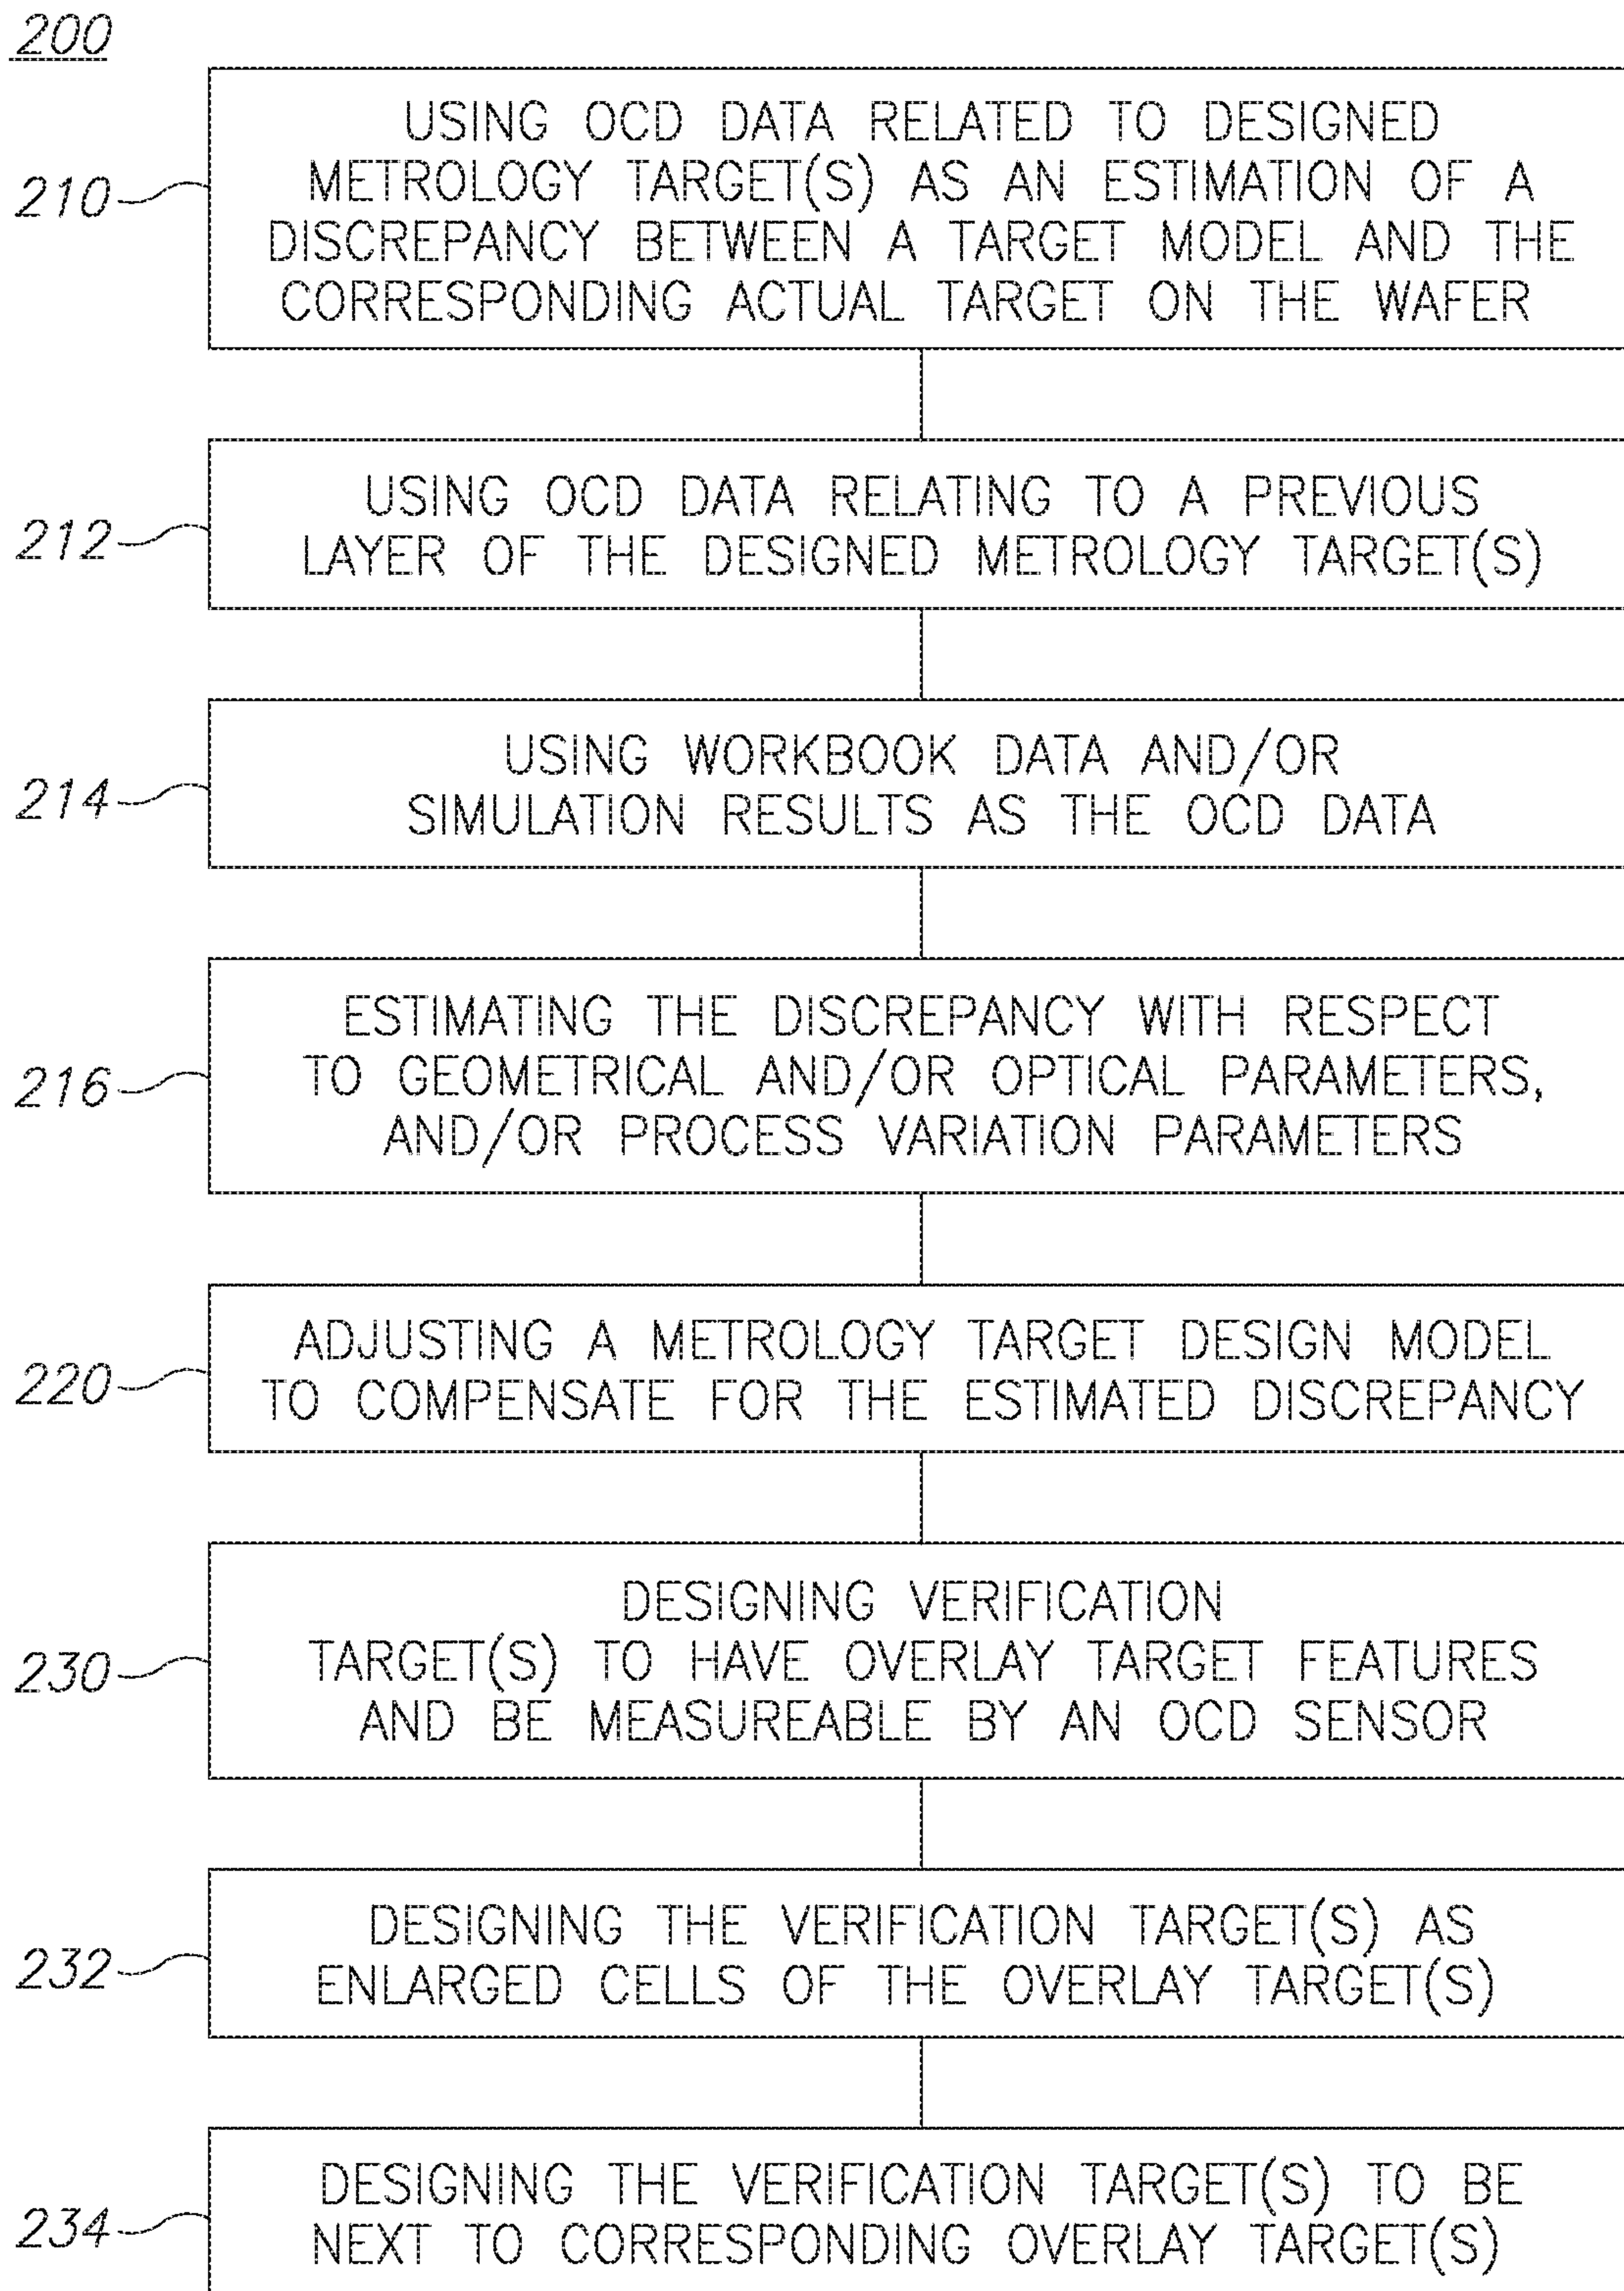 200
USING OCD DATA RELATED TO DESIGNED
METROLOGY TARGET(S) AS AN ESTIMATION OF A
DISCREPANCY BETWEEN A TARGET MODEL AND THE
CORRESPONDING ACTUAL TARGET ON THE WAFER
210
USING OCD DATA RELATING TO A PREVIOUS
LAYER OF THE DESIGNED METROLOGY TARGET(S)
212
USING WORKBOOK DATA AND/OR
SIMULATION RESULTS AS THE OCD DATA
214
ESTIMATING THE DISCREPANCY WITH RESPECT
TO GEOMETRICAL AND/OR OPTICAL PARAMETERS,
AND/OR PROCESS VARIATION PARAMETERS
216
ADJUSTING A METROLOGY TARGET DESIGN MODEL
TO COMPENSATE FOR THE ESTIMATED DISCREPANCY
220
DESIGNING VERIFICATION
TARGET(S) TO HAVE OVERLAY TARGET FEATURES
AND BE MEASUREABLE BY AN OCD SENSOR
230
DESIGNING THE VERIFICATION TARGET(S) AS
ENLARGED CELLS OF THE OVERLAY TARGET(S)
232
DESIGNING THE VERIFICATION TARGET(S) TO BE
NEXT TO CORRESPONDING OVERLAY TARGET(S)
234